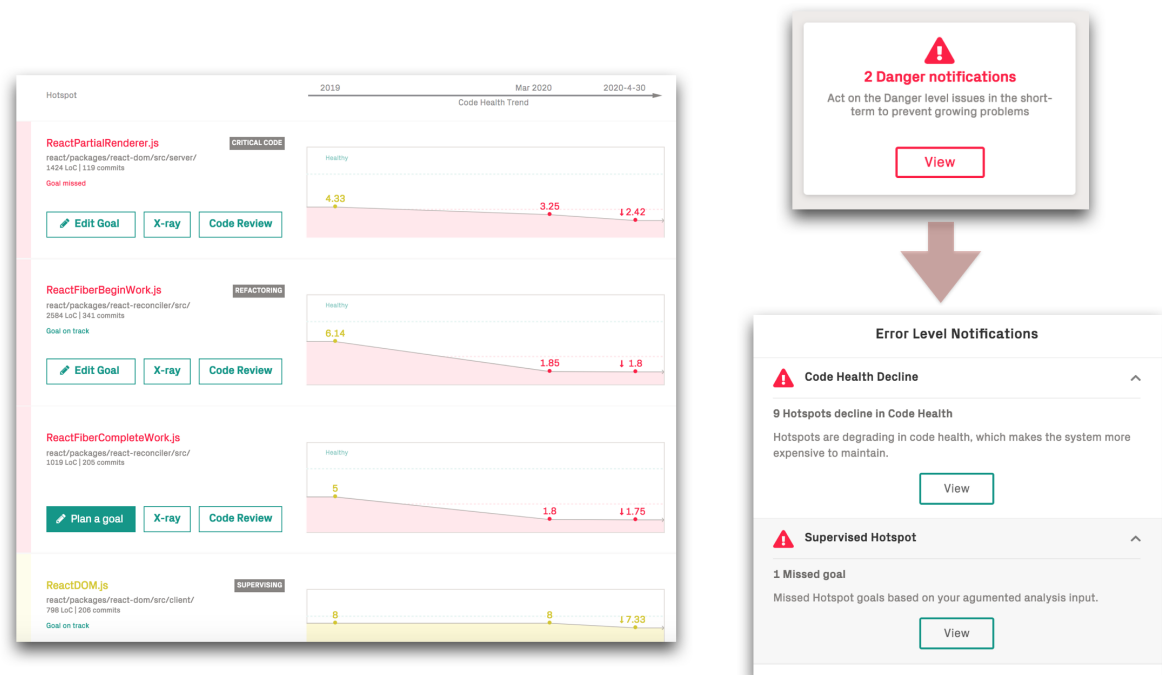 Hotspot
2019
Mar 2020
2020-4-30
Code Health Trend
ReactPartialRenderer.js
CRITICAL CODE
react/packages/react-dom/src/server/
1424 LoC | 119 commits
Goal missed
Edit Goal
X-ray
Code Review
Healthy
4.33
3.25
↓2.42
ReactFiberBeginWork.js
REFACTORING
react/packages/react-reconciler/src/
2584 LoC | 341 commits
Goal on track
Edit Goal
X-ray
Code Review
Healthy
6.14
1.85
↓ 1.8
ReactFiberCompleteWork.js
react/packages/react-reconciler/src/
1019 LoC | 205 commits
Plan a goal
X-ray
Code Review
Healthy
5
1.8
↓1.75
ReactDOM.js
SUPERVISING
react/packages/react-dom/src/client/
798 LoC | 206 commits
Goal on track
8
8
↓7.33
2 Danger notifications
Act on the Danger level issues in the short-
term to prevent growing problems
View
Error Level Notifications
Code Health Decline
9 Hotspots decline in Code Health
Hotspots are degrading in code health, which makes the system more
expensive to maintain.
View
Supervised Hotspot
1 Missed goal
Missed Hotspot goals based on your agumented analysis input.
View